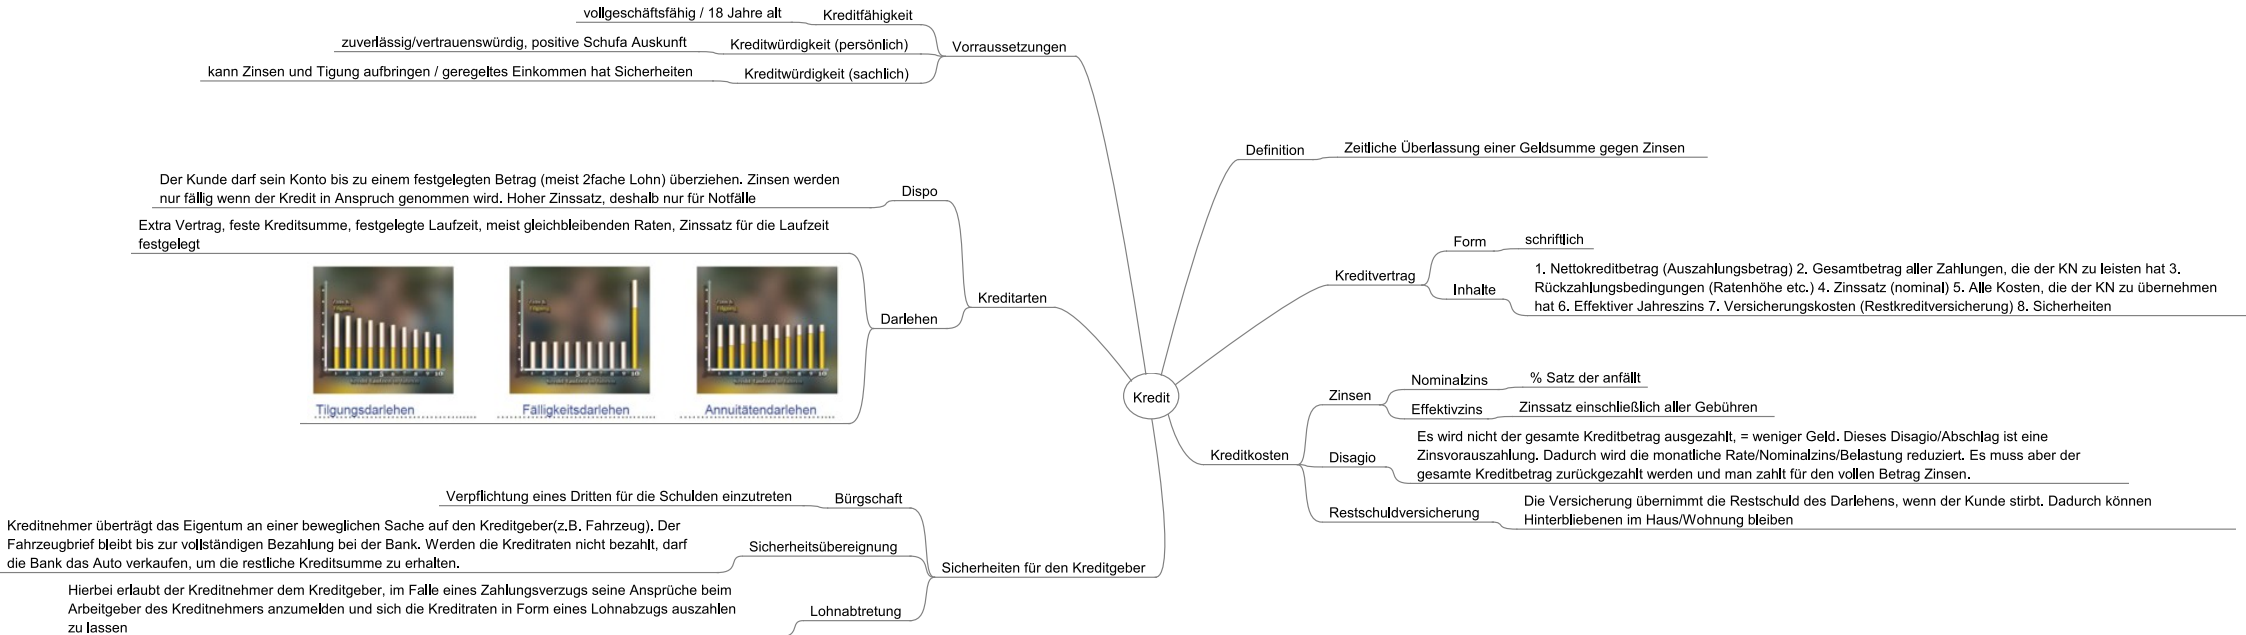 vollgeschäftsfähig / 18 Jahre alt
Kreditfähigkeit
zuverlässig/vertrauenswürdig, positive Schufa Auskunft
Kreditwürdigkeit (persönlich)
Vorraussetzungen
kann Zinsen und Tigung aufbringen / geregeltes Einkommen hat Sicherheiten
Kreditwürdigkeit (sachlich)
Der Kunde darf sein Konto bis zu einem festgelegten Betrag (meist 2fache Lohn) überziehen. Zinsen werden
nur fällig wenn der Kredit in Anspruch genommen wird. Hoher Zinssatz, deshalb nur für Notfälle
Dispo
Extra Vertrag, feste Kreditsumme, festgelegte Laufzeit, meist gleichbleibenden Raten, Zinssatz für die Laufzeit
festgelegt
Kreditarten
Darlehen
Tilgungsdarlehen
Fälligkeitsdarlehen
Annuitätendarlehen
Verpflichtung eines Dritten für die Schulden einzutreten
Bürgschaft
Kreditnehmer überträgt das Eigentum an einer beweglichen Sache auf den Kreditgeber(z.B. Fahrzeug). Der
Fahrzeugbrief bleibt bis zur vollständigen Bezahlung bei der Bank. Werden die Kreditraten nicht bezahlt, darf
die Bank das Auto verkaufen, um die restliche Kreditsumme zu erhalten.
Sicherheitsübereignung
Sicherheiten für den Kreditgeber
Hierbei erlaubt der Kreditnehmer dem Kreditgeber, im Falle eines Zahlungsverzugs seine Ansprüche beim
Arbeitgeber des Kreditnehmers anzumelden und sich die Kreditraten in Form eines Lohnabzugs auszahlen
zu lassen
Lohnabtretung
Kredit
Definition
Zeitliche Überlassung einer Geldsumme gegen Zinsen
Kreditvertrag
Form
schriftlich
Inhalte
1. Nettokreditbetrag (Auszahlungsbetrag) 2. Gesamtbetrag aller Zahlungen, die der KN zu leisten hat 3.
Rückzahlungsbedingungen (Ratenhöhe etc.) 4. Zinssatz (nominal) 5. Alle Kosten, die der KN zu übernehmen
hat 6. Effektiver Jahreszins 7. Versicherungskosten (Restkreditversicherung) 8. Sicherheiten
Kreditkosten
Zinsen
Nominalzins
% Satz der anfällt
Effektivzins
Zinssatz einschließlich aller Gebühren
Disagio
Es wird nicht der gesamte Kreditbetrag ausgezahlt, = weniger Geld. Dieses Disagio/Abschlag ist eine
Zinsvorauszahlung. Dadurch wird die monatliche Rate/Nominalzins/Belastung reduziert. Es muss aber der
gesamte Kreditbetrag zurückgezahlt werden und man zahlt für den vollen Betrag Zinsen.
Restschuldversicherung
Die Versicherung übernimmt die Restschuld des Darlehens, wenn der Kunde stirbt. Dadurch können
Hinterbliebenen im Haus/Wohnung bleiben